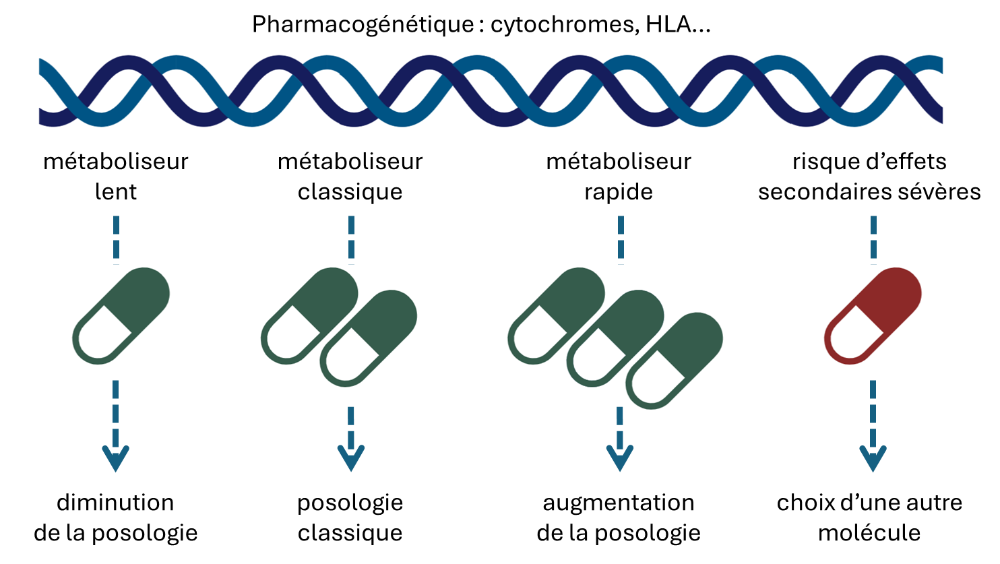 Pharmacogénétique : cytochromes, HLA...
métaboliseur
lent
métaboliseur
classique
métaboliseur
rapide
risque d’effets
secondaires sévères
diminution
de la posologie
posologie
classique
augmentation
de la posologie
choix d’une autre
molécule